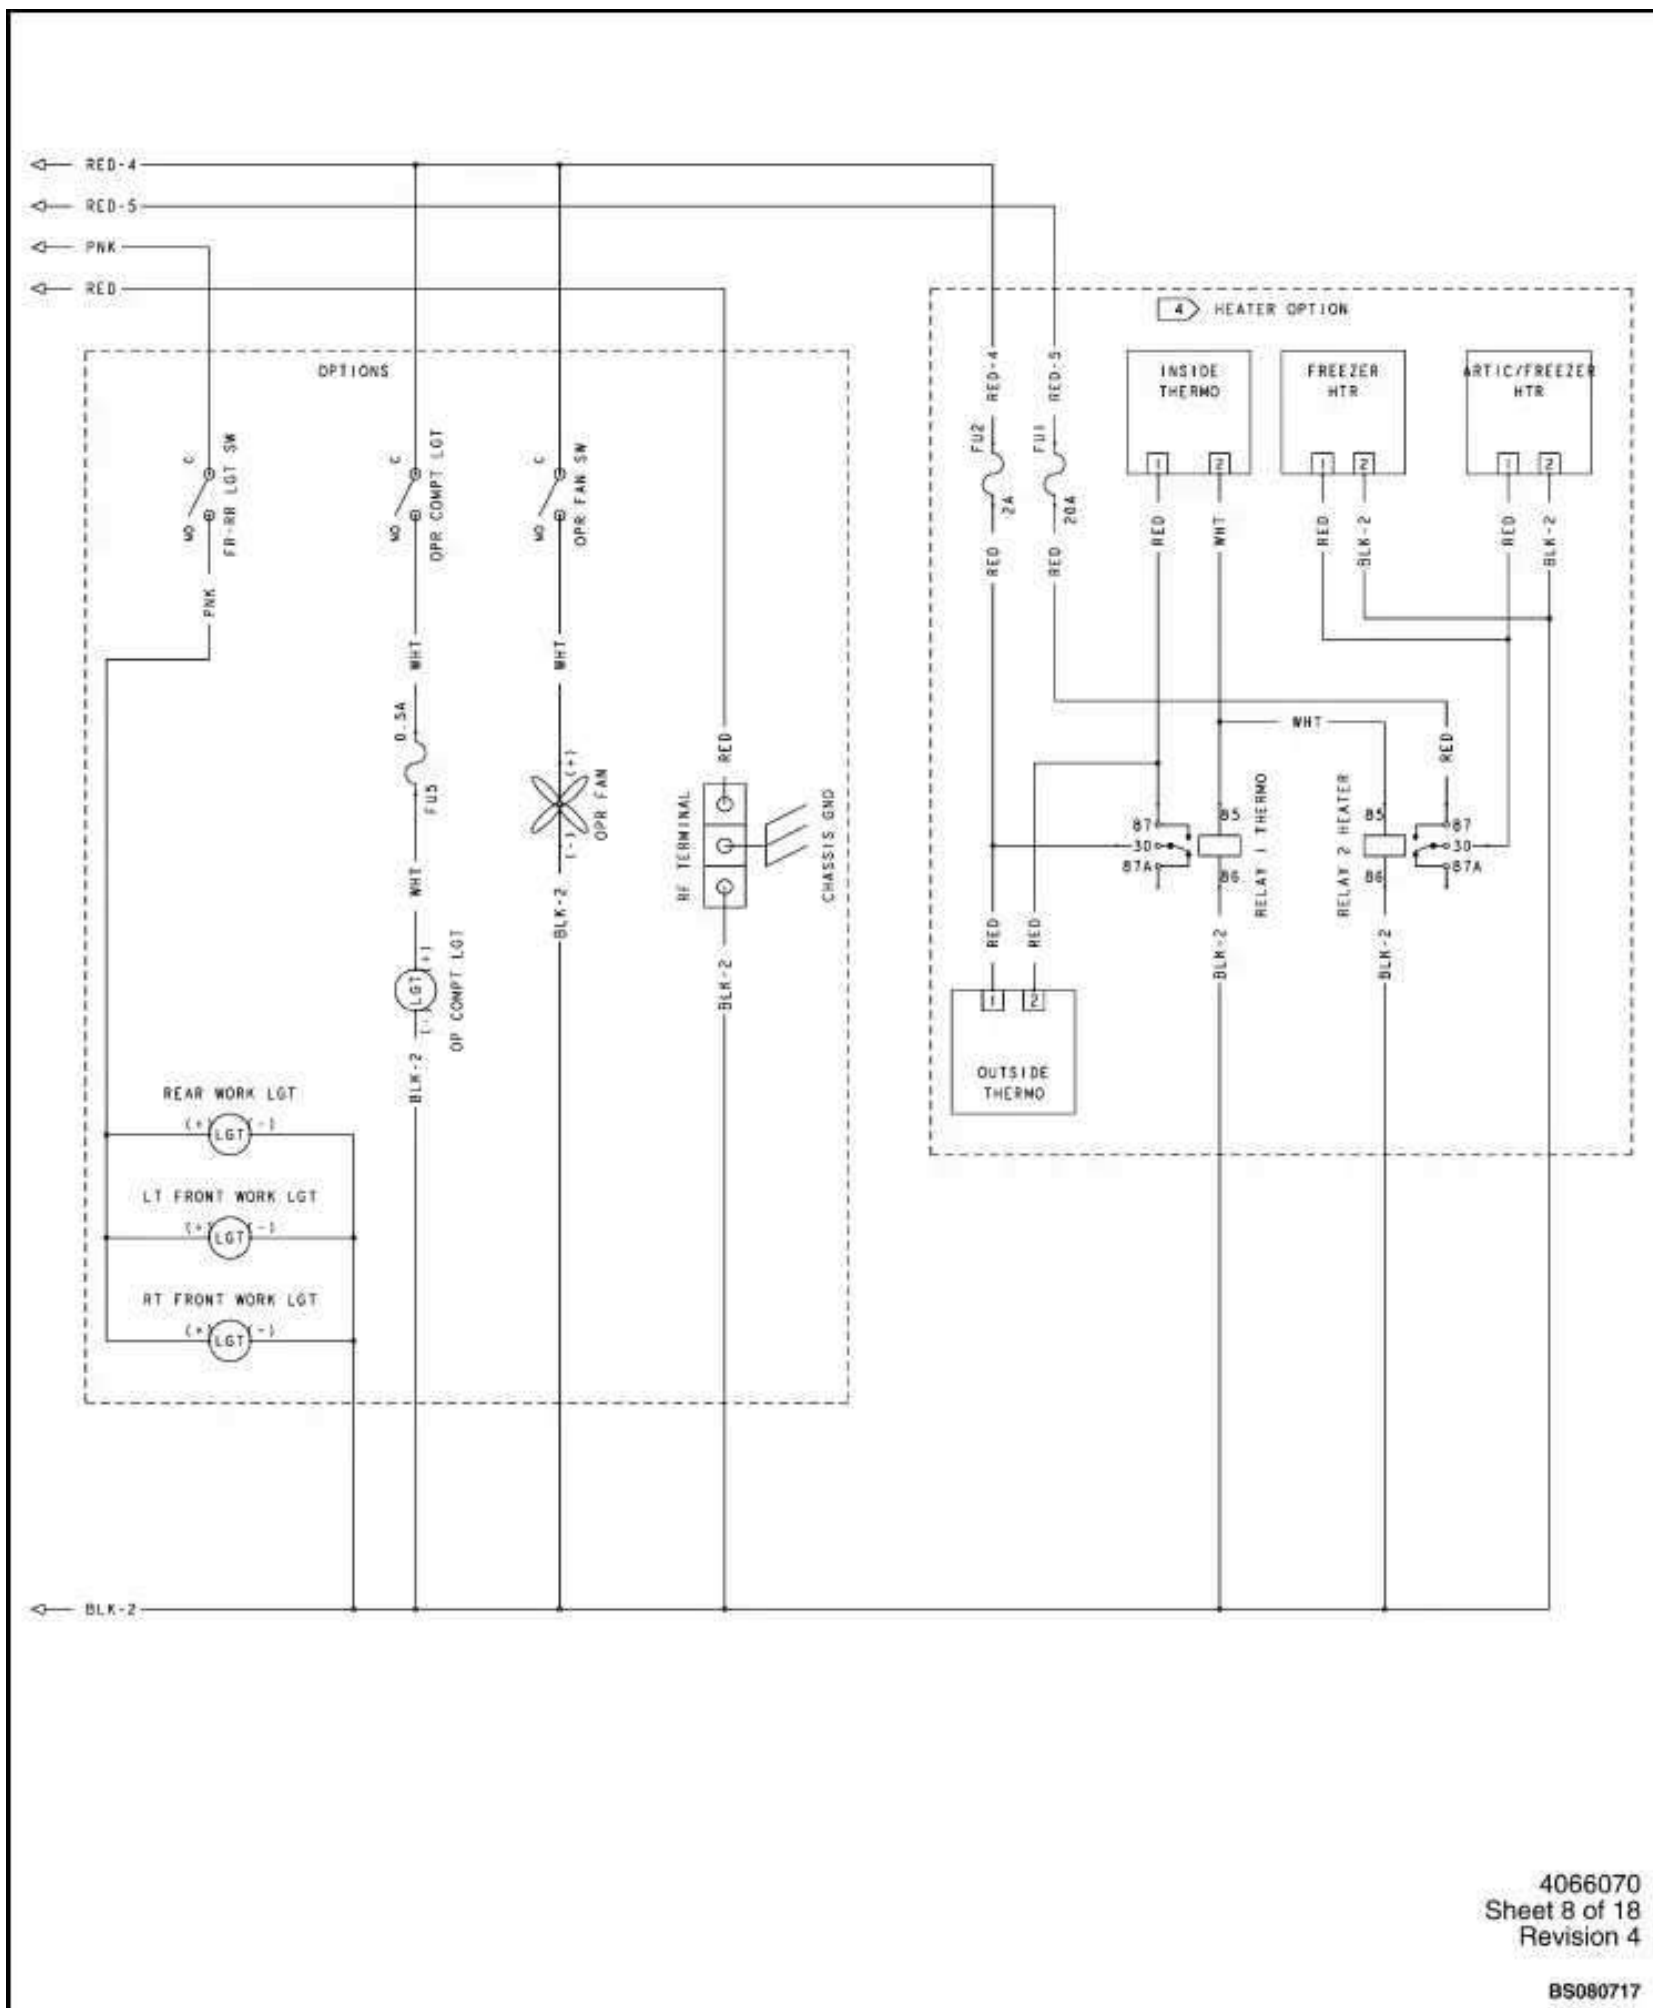 RED-4
RED-5
PNK
RED
4 HEATER OPTION
OPTIONS
INSIDE
THERMO
FREEZER
HTR
ARTIC/FREEZER
HTR
1 2
1 2
1 2
C
NO
FR-RR LGT SW
PNK
C
NO
OPR COMPT LGT
WHT
0.5A
FU5
WHT
(+)
LGT
(-)
OP COMPT LGT
BLK-2
C
NO
OPR FAN SW
WHT
(+)
(-)
OPR FAN
BLK-2
RED
RF TERMINAL
CHASSIS GND
BLK-2
RED-4
FU2
2A
RED
RED-5
FU1
20A
RED
RED
WHT
RED
BLK-2
RED
BLK-2
WHT
RED
87
30
87A
85
86
RELAY 1 THERMO
RELAY 2 HEATER
85
86
87
30
87A
RED
RED
BLK-2
BLK-2
1 2
OUTSIDE
THERMO
REAR WORK LGT
(+) LGT (-)
LT FRONT WORK LGT
(+) LGT (-)
RT FRONT WORK LGT
(+) LGT (-)
BLK-2
4066070
Sheet 8 of 18
Revision 4
BS080717